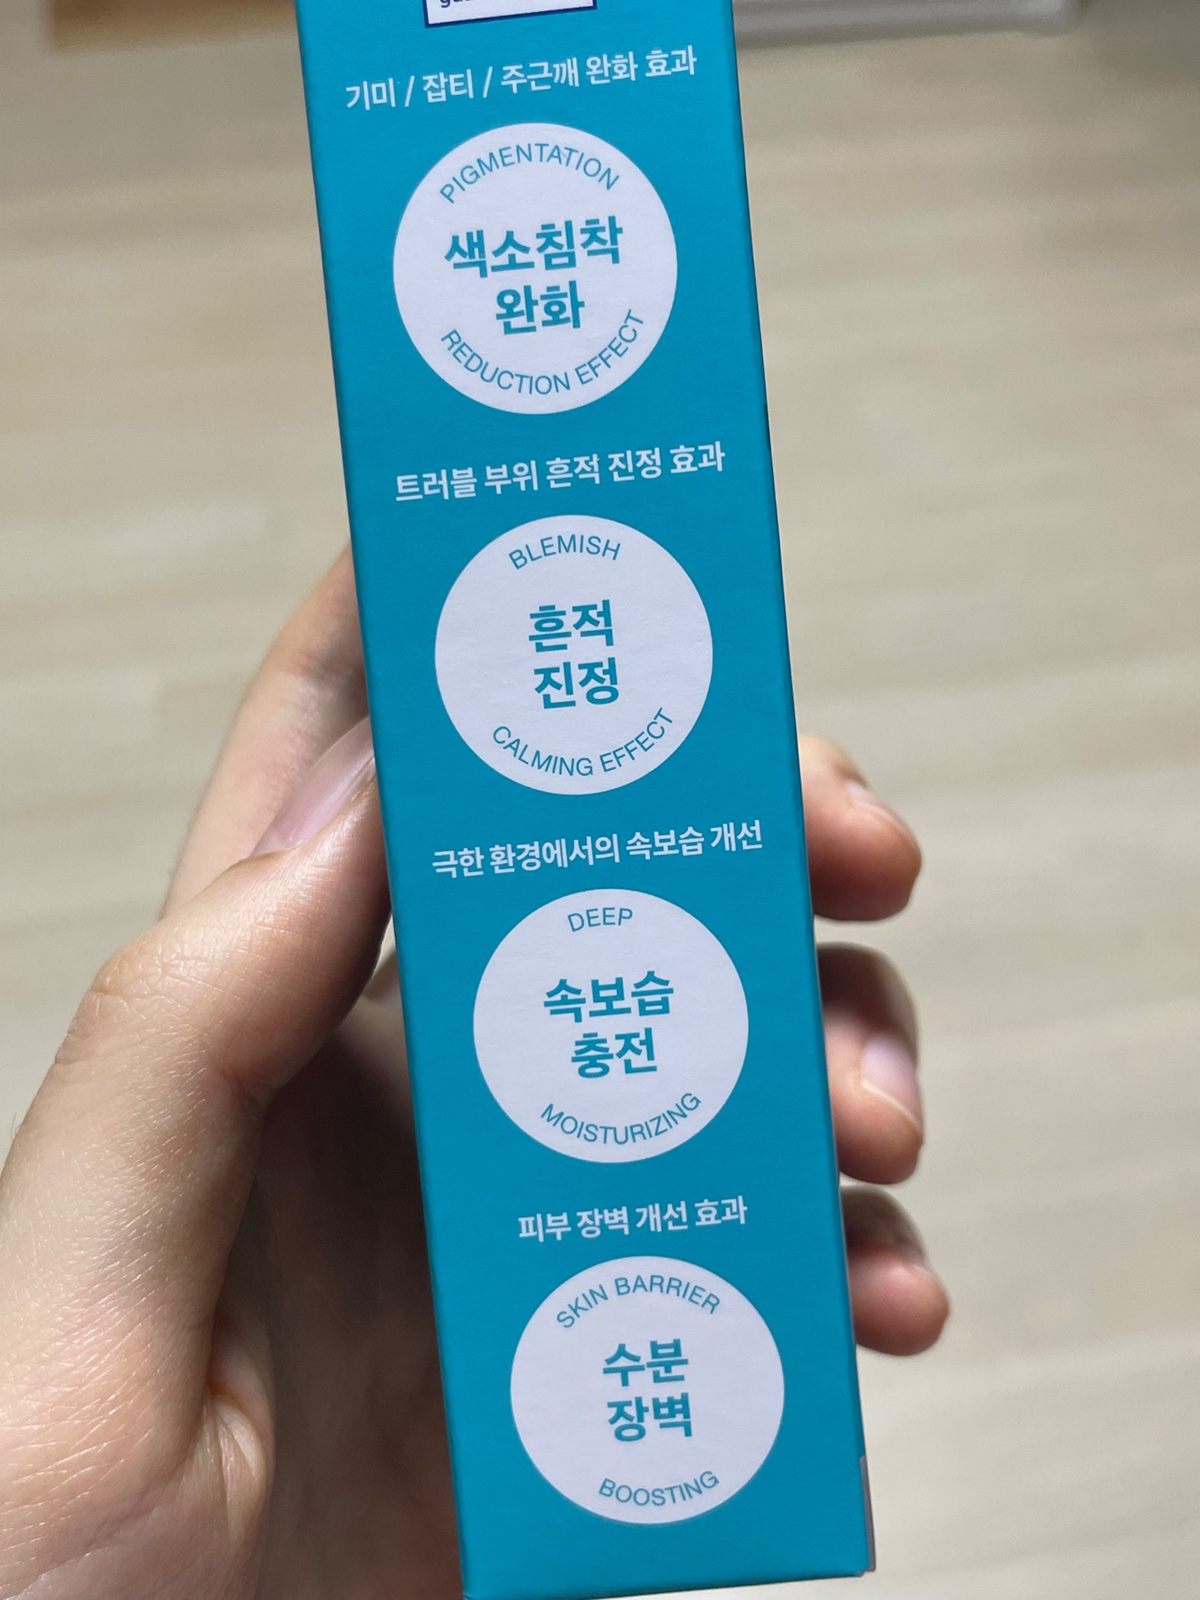 기미 / 잡티 / 주근깨 완화 효과
PIGMENTATION
색소침착
완화
REDUCTION EFFECT
트러블 부위 흔적 진정 효과
BLEMISH
흔적
진정
CALMING EFFECT
극한 환경에서의 속보습 개선
DEEP
속보습
충전
MOISTURIZING
피부 장벽 개선 효과
SKIN BARRIER
수분
장벽
BOOSTING